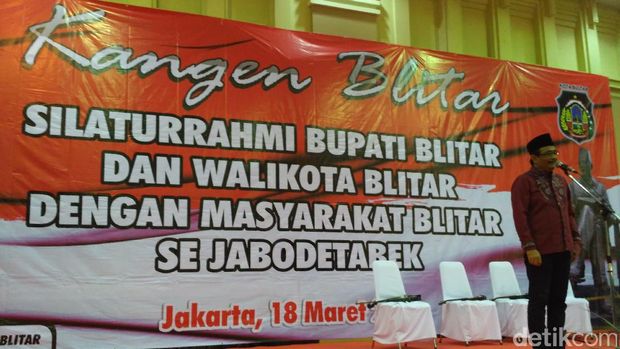 Kangen Blitar
SILATURRAHMI BUPATI BLITAR
DAN WALIKOTA BLITAR
DENGAN MASYARAKAT BLITAR
SE JABODETABEK
Jakarta, 18 Maret
BLITAR
detikcom